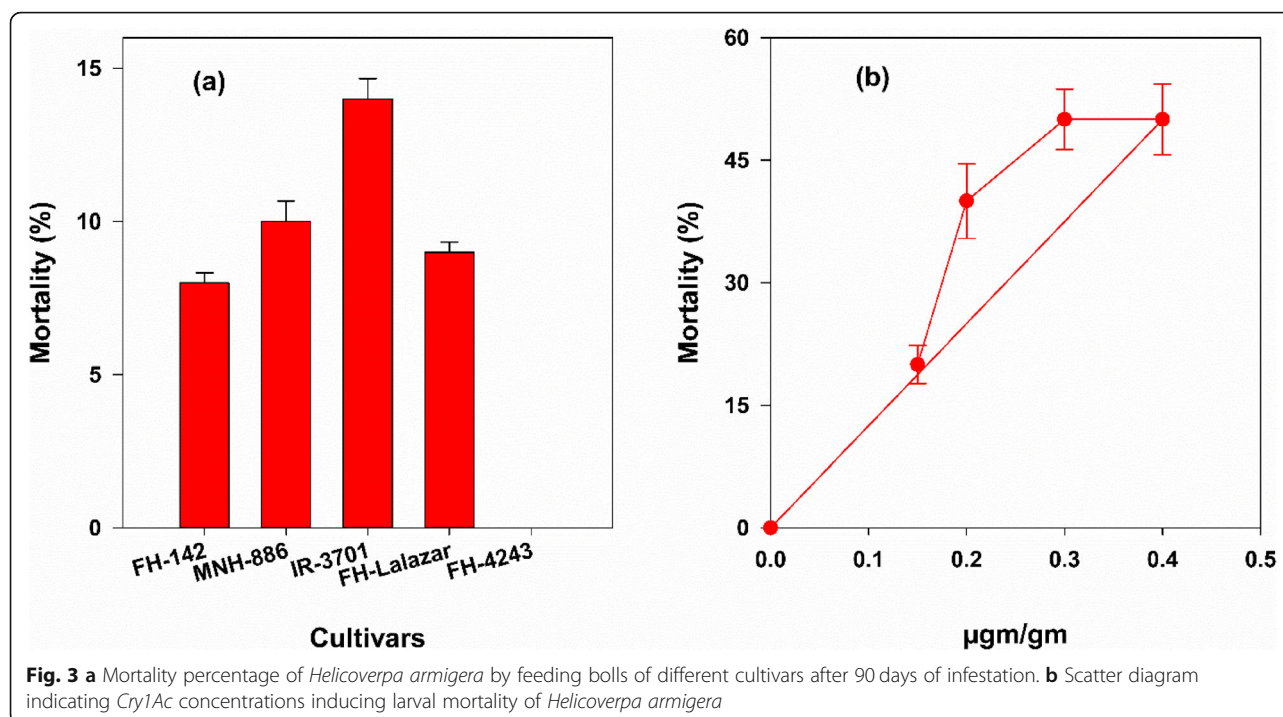 (a)
Mortality (%)
15
10
5
0
FH-142
MNH-886
IR-3701
FH-Lalazar
FH-4243
Cultivars
(b)
Mortality (%)
60
45
30
15
0
0.0 0.1 0.2 0.3 0.4 0.5
µgm/gm
Fig. 3 a Mortality percentage of Helicoverpa armigera by feeding bolls of different cultivars after 90 days of infestation. b Scatter diagram
indicating Cry1Ac concentrations inducing larval mortality of Helicoverpa armigera